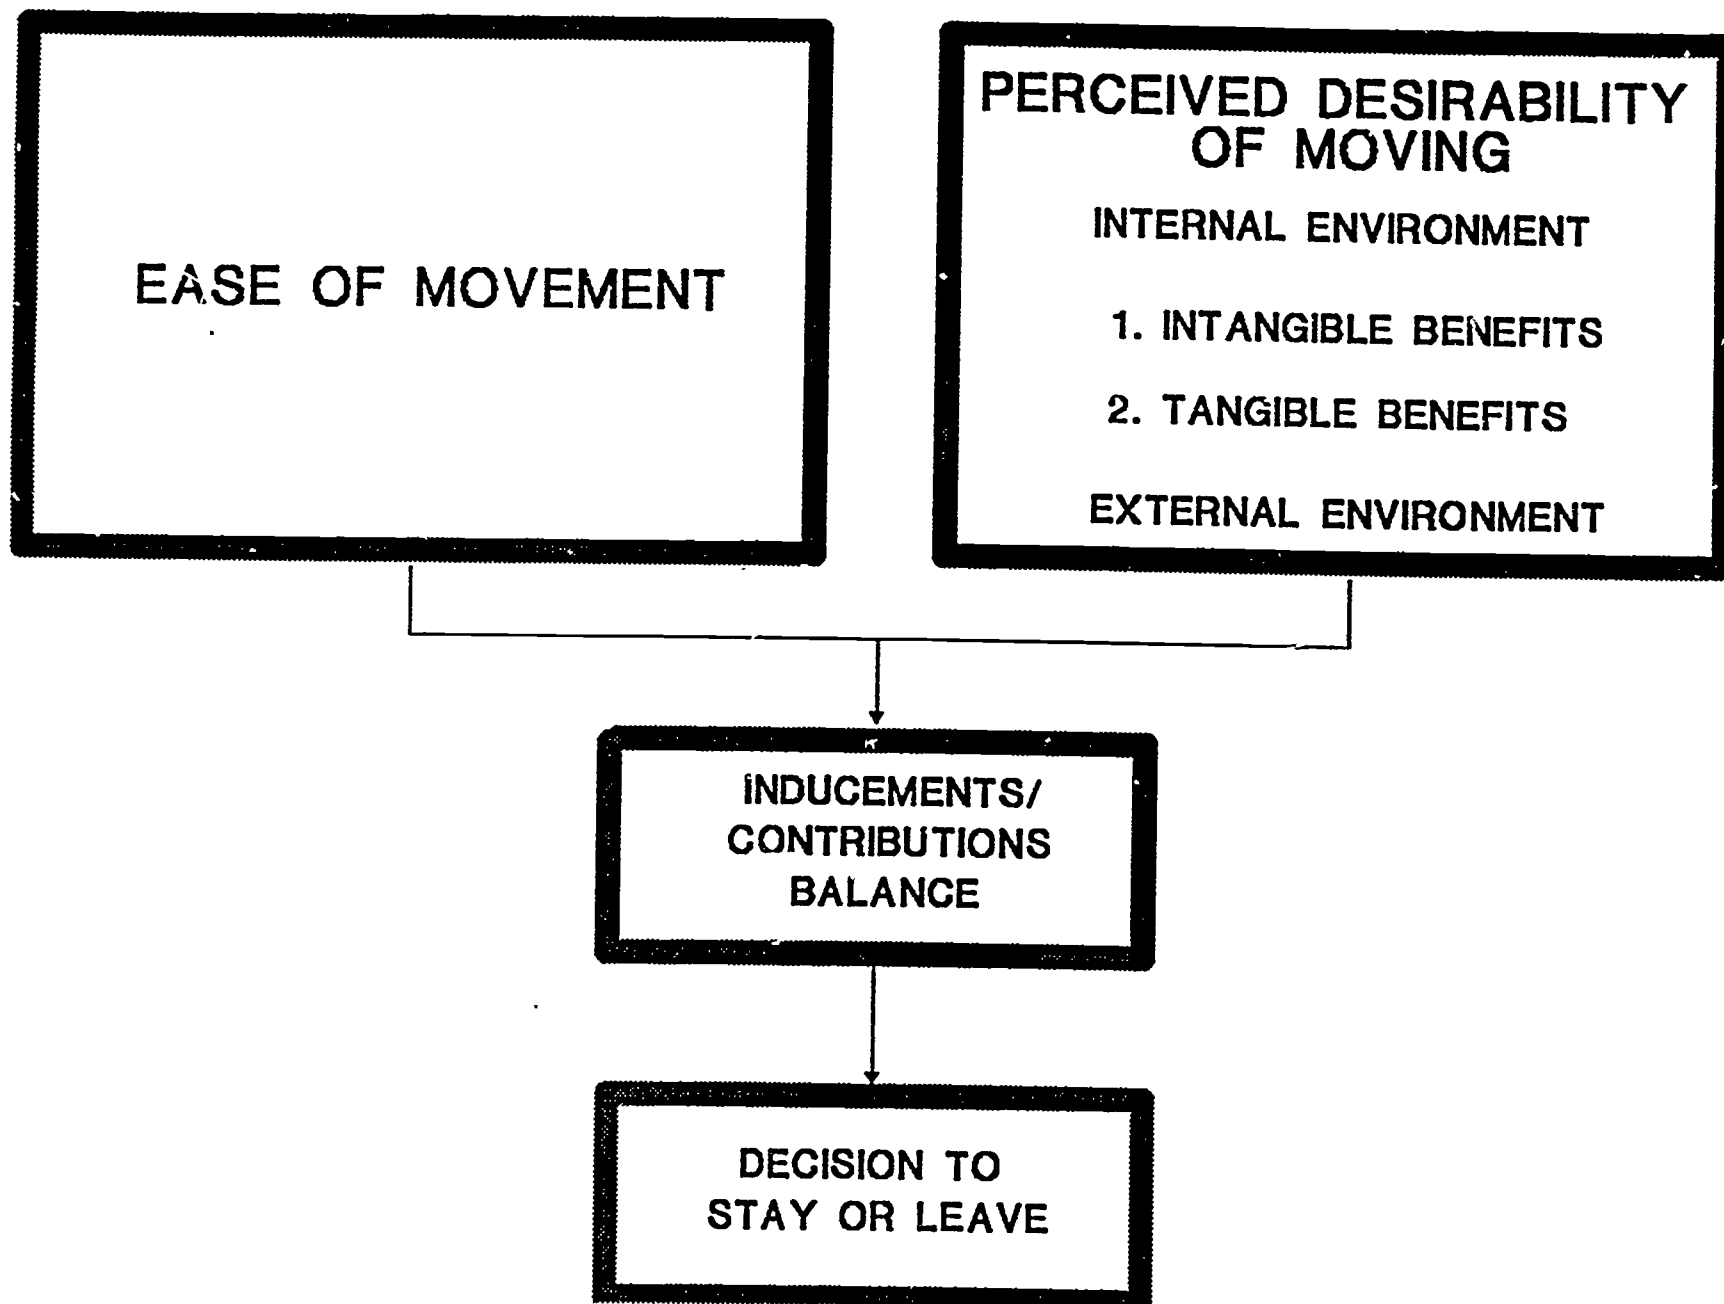 EASE OF MOVEMENT
PERCEIVED DESIRABILITY
OF MOVING
INTERNAL ENVIRONMENT
1. INTANGIBLE BENEFITS
2. TANGIBLE BENEFITS
EXTERNAL ENVIRONMENT
INDUCEMENTS/
CONTRIBUTIONS
BALANCE
DECISION TO
STAY OR LEAVE